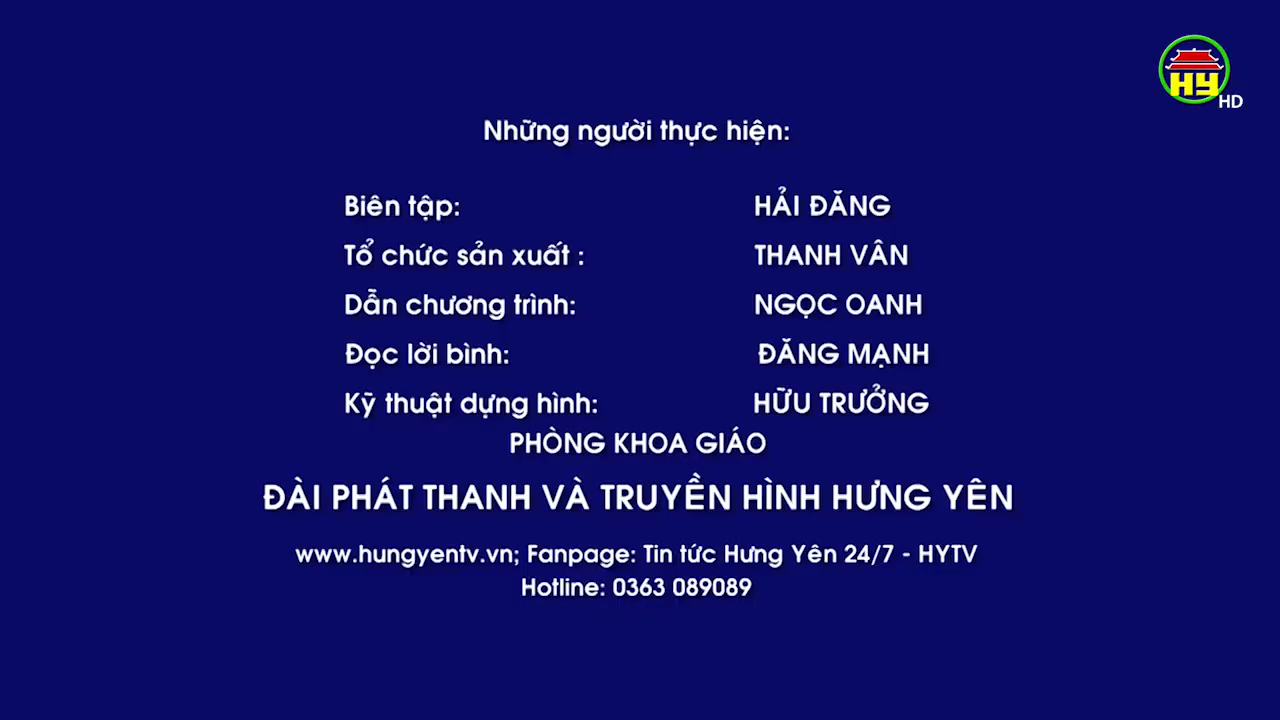 HY
HD
Những người thực hiện:
Biên tập: HẢI ĐĂNG
Tổ chức sản xuất : THANH VÂN
Dẫn chương trình: NGỌC OANH
Đọc lời bình: ĐĂNG MẠNH
Kỹ thuật dựng hình: HỮU TRƯỞNG
PHÒNG KHOA GIÁO
ĐÀI PHÁT THANH VÀ TRUYỀN HÌNH HƯNG YÊN
www.hungyentv.vn; Fanpage: Tin tức Hưng Yên 24/7 - HYTV
Hotline: 0363 089089